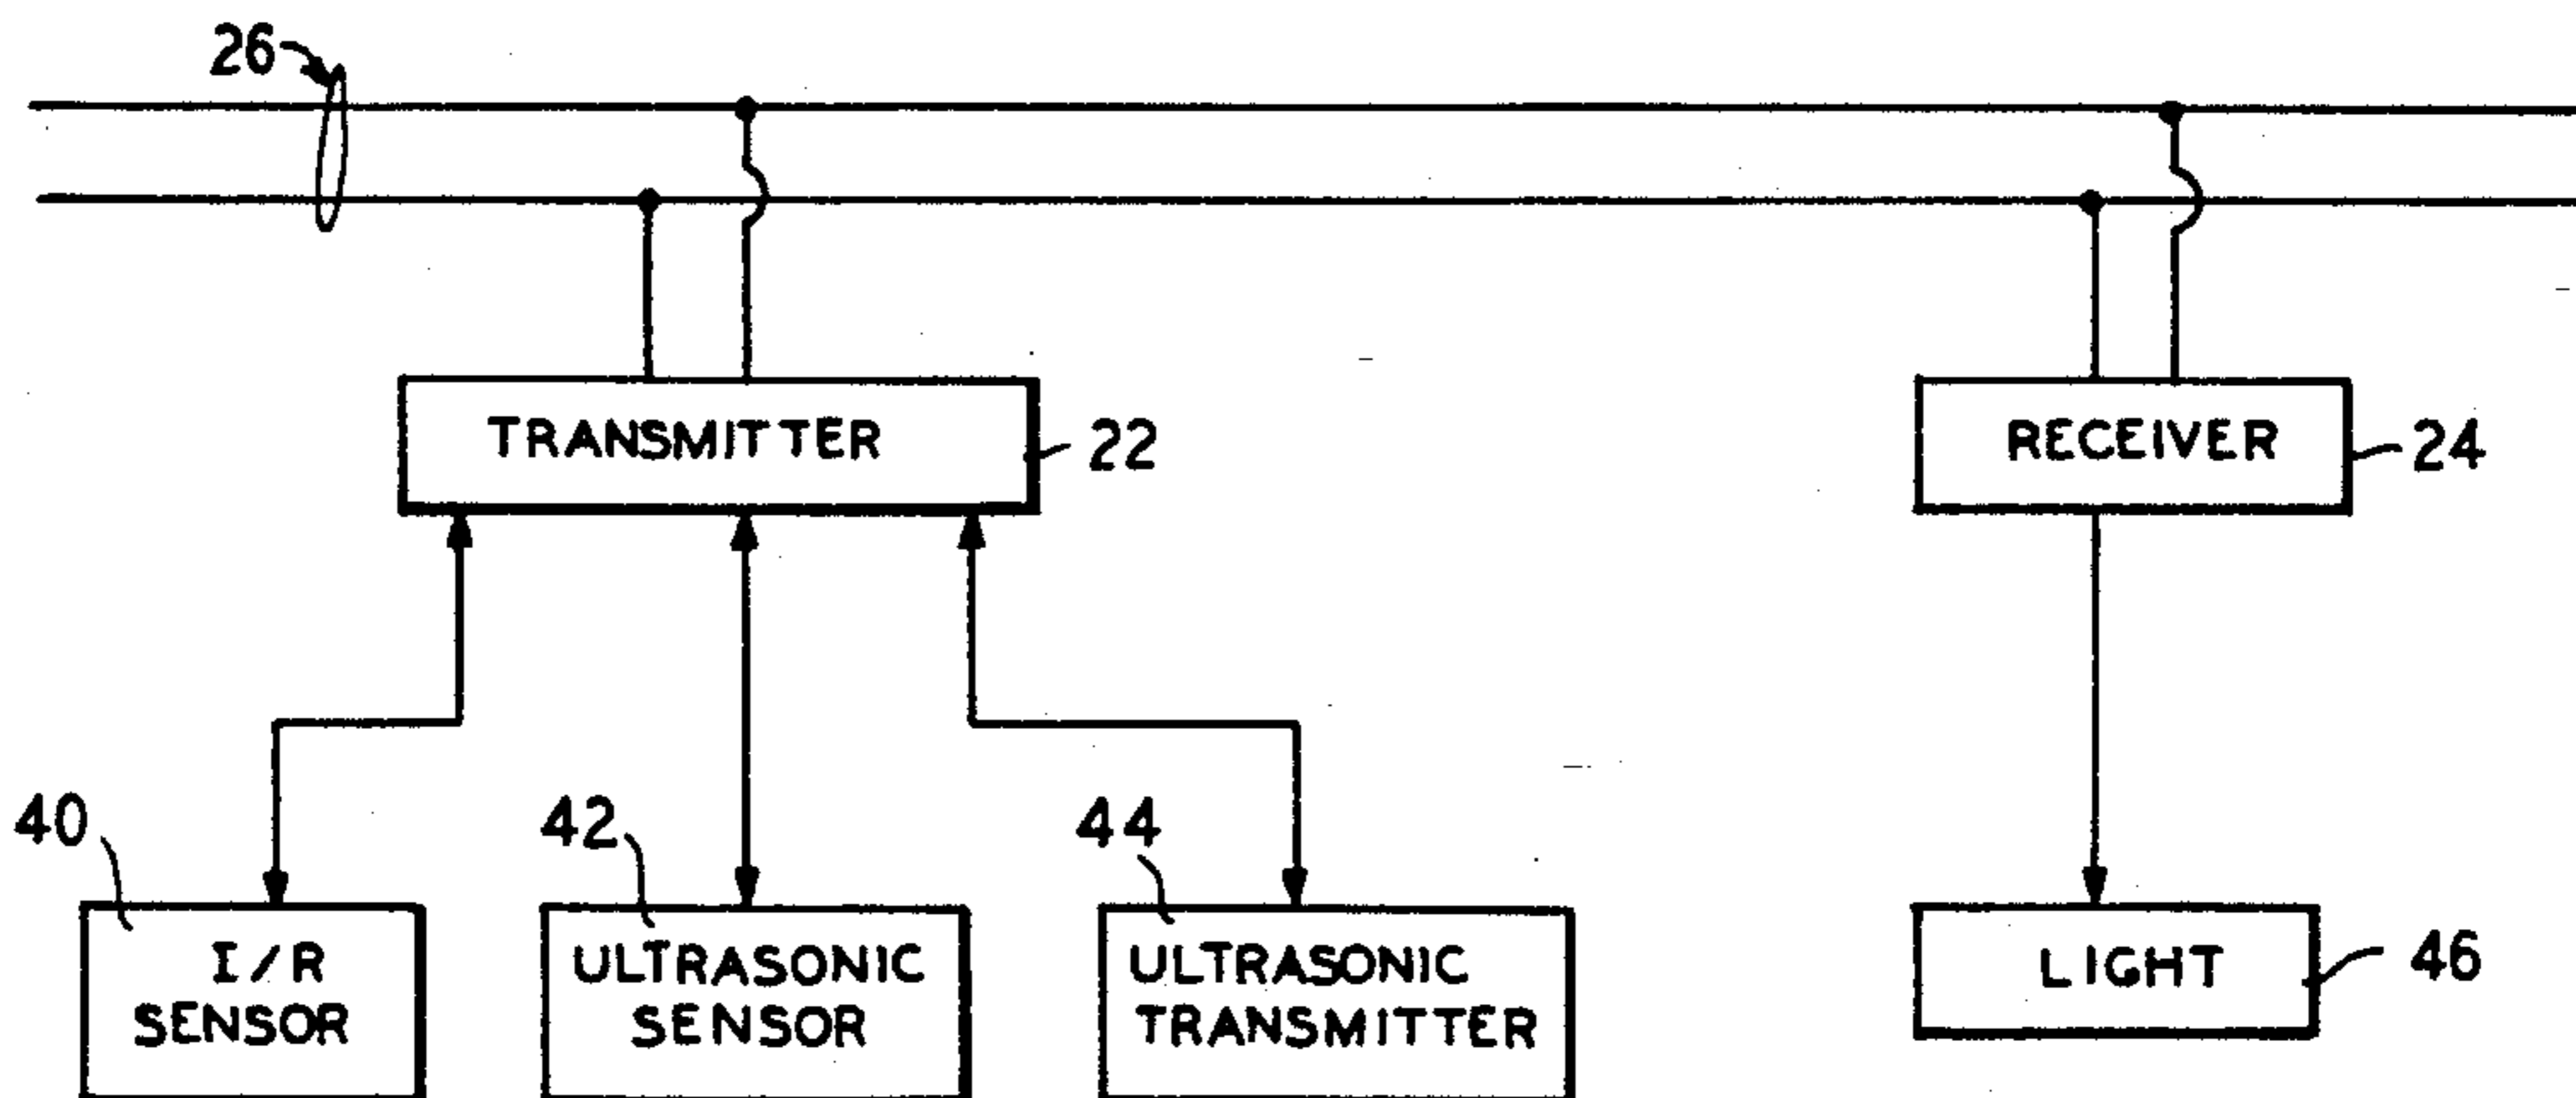 26
TRANSMITTER
22
RECEIVER
24
40
42
44
I/R
SENSOR
ULTRASONIC
SENSOR
ULTRASONIC
TRANSMITTER
LIGHT
46